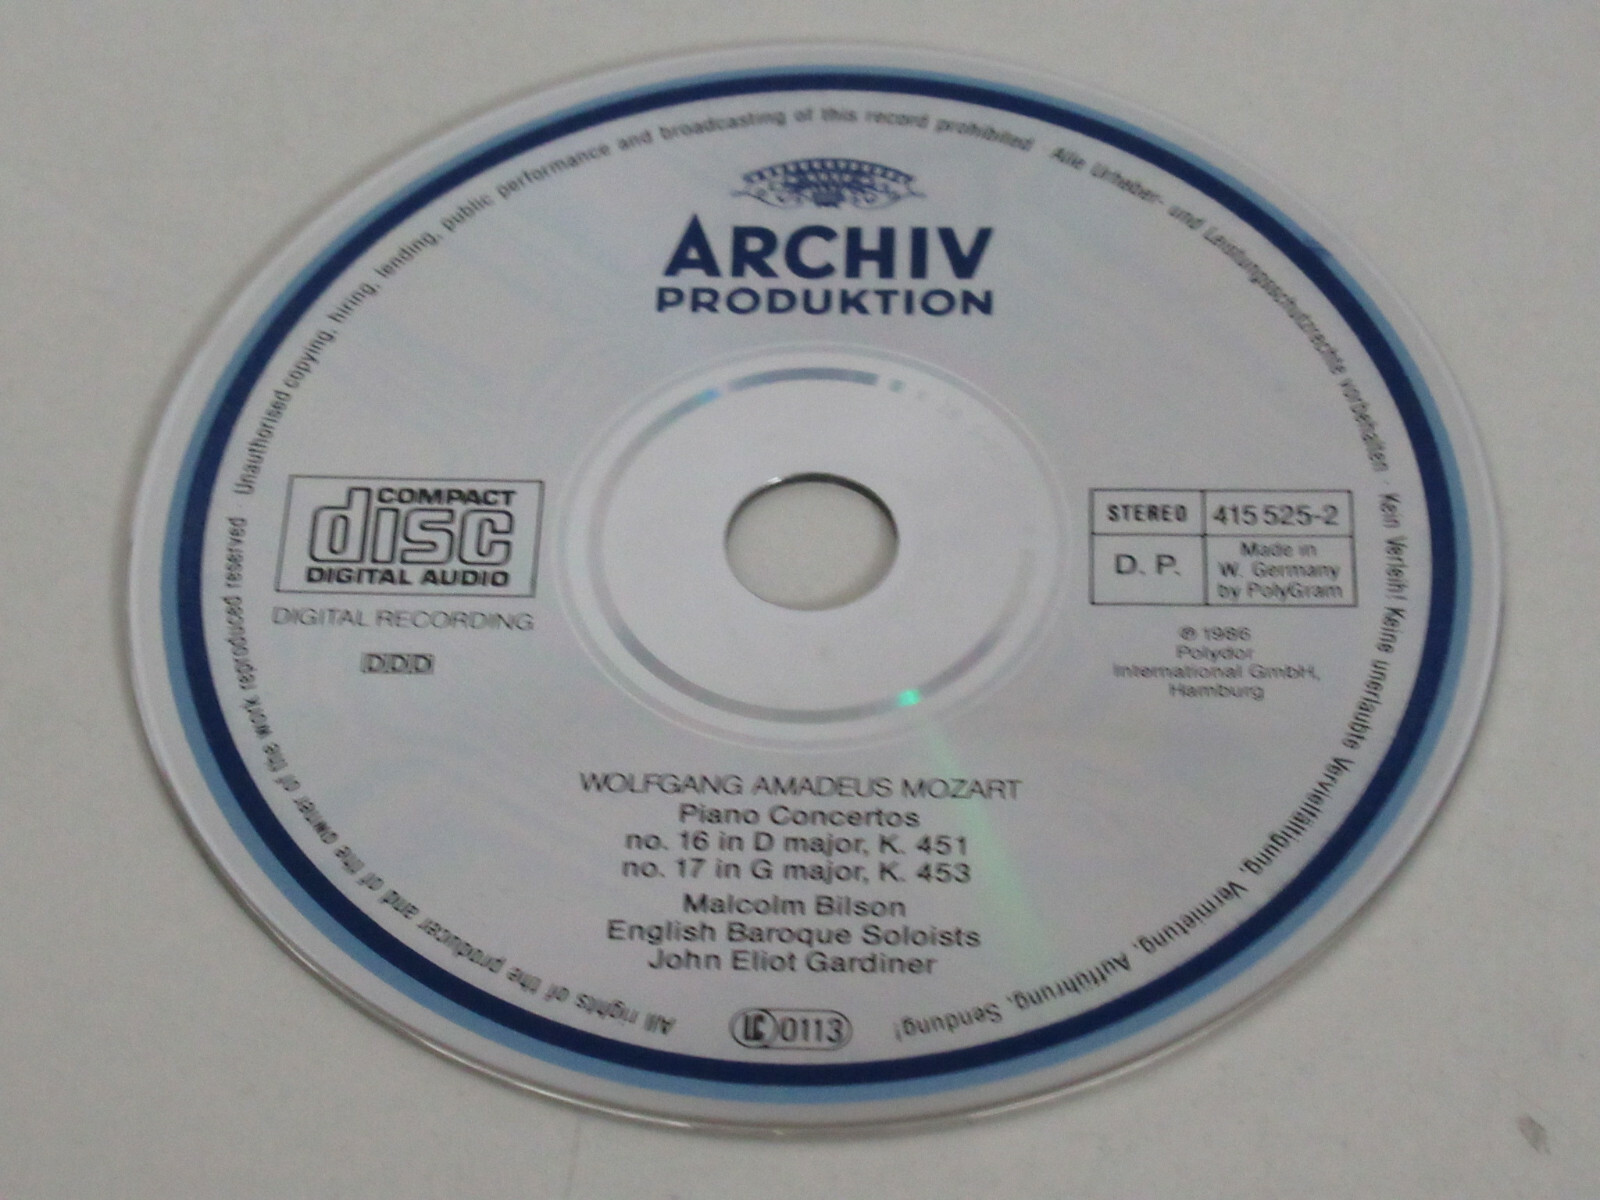 All rights of the producer and of the owner of the work reproduced reserved · Unauthorised copying, hiring, lending, public performance and broadcasting of this record prohibited · Alle Urheber- und Leistungsschutzrechte vorbehalten · Kein Verleih! Keine unerlaubte Vervielfältigung, Vermietung, Aufführung, Sendung!
ARCHIV
PRODUKTION
COMPACT
disc
DIGITAL AUDIO
DIGITAL RECORDING
DDD
STEREO 415 525-2
D. P. Made in
W. Germany
by PolyGram
℗ 1986
Polydor
International GmbH,
Hamburg
WOLFGANG AMADEUS MOZART
Piano Concertos
no. 16 in D major, K. 451
no. 17 in G major, K. 453
Malcolm Bilson
English Baroque Soloists
John Eliot Gardiner
LC 0113